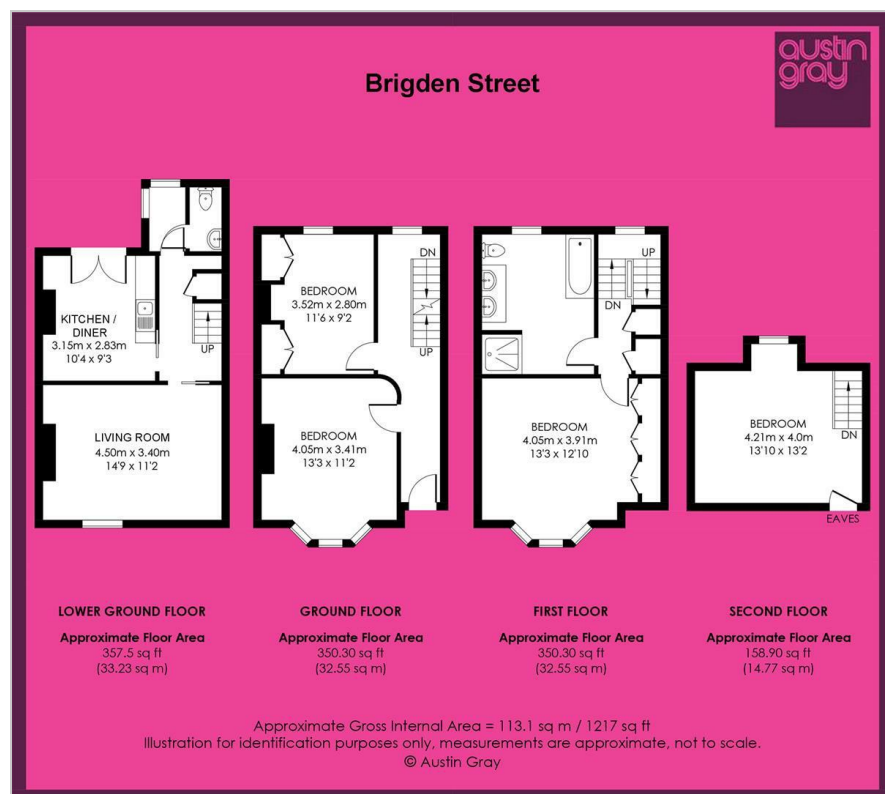 austin
gray
Brigden Street
KITCHEN /
DINER
3.15m x 2.83m
10'4 x 9'3
UP
LIVING ROOM
4.50m x 3.40m
14'9 x 11'2
BEDROOM
3.52m x 2.80m
11'6 x 9'2
DN
UP
BEDROOM
4.05m x 3.41m
13'3 x 11'2
UP
DN
BEDROOM
4.05m x 3.91m
13'3 x 12'10
BEDROOM
4.21m x 4.0m
13'10 x 13'2
DN
EAVES
LOWER GROUND FLOOR
Approximate Floor Area
357.5 sq ft
(33.23 sq m)
GROUND FLOOR
Approximate Floor Area
350.30 sq ft
(32.55 sq m)
FIRST FLOOR
Approximate Floor Area
350.30 sq ft
(32.55 sq m)
SECOND FLOOR
Approximate Floor Area
158.90 sq ft
(14.77 sq m)
Approximate Gross Internal Area = 113.1 sq m / 1217 sq ft
Illustration for identification purposes only, measurements are approximate, not to scale.
© Austin Gray